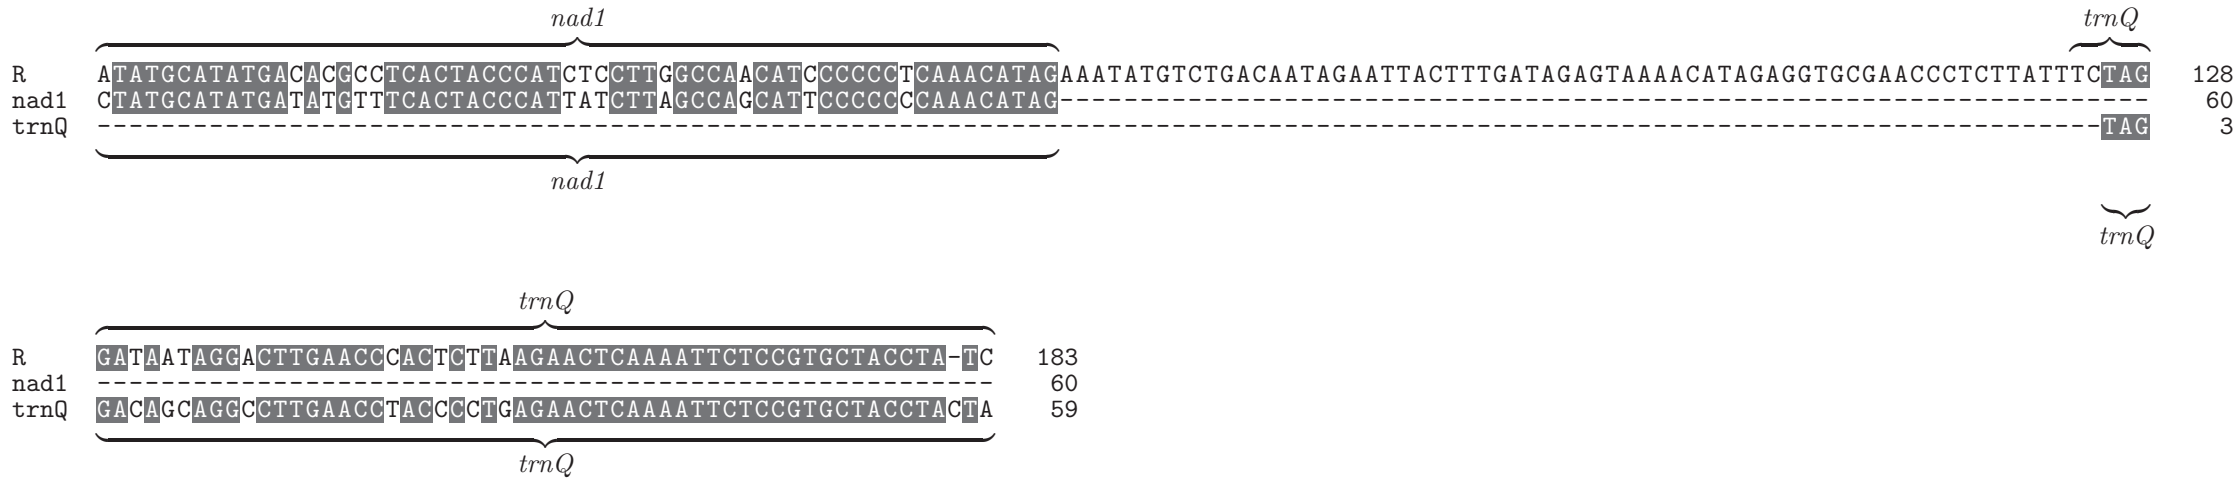 nad1 trnQ
R ATATGCATATGACACGCCTCACTACCCATCTCCTTGGCCAACATCCCCCCTCAAACATAGAAATATGTCTGACAATAGAATTACTTTGATAGAGTAAAACATAGAGGTGCGAACCCTCTTATTTCTAG 128
nad1 CTATGCATATGATATGTTTCACTACCCATTATCTTAGCCAGCATTCCCCCCCAAACATAG-------------------------------------------------------------------- 60
trnQ -----------------------------------------------------------------------------------------------------------------------------TAG 3
nad1
trnQ
trnQ
R GATAATAGGACTTGAACCCACTCTTAAGAACTCAAAATTCTCCGTGCTACCTA-TC 183
nad1 -------------------------------------------------------- 60
trnQ GACAGCAGGCCTTGAACCTACCCCTGAGAACTCAAAATTCTCCGTGCTACCTACTA 59
trnQ